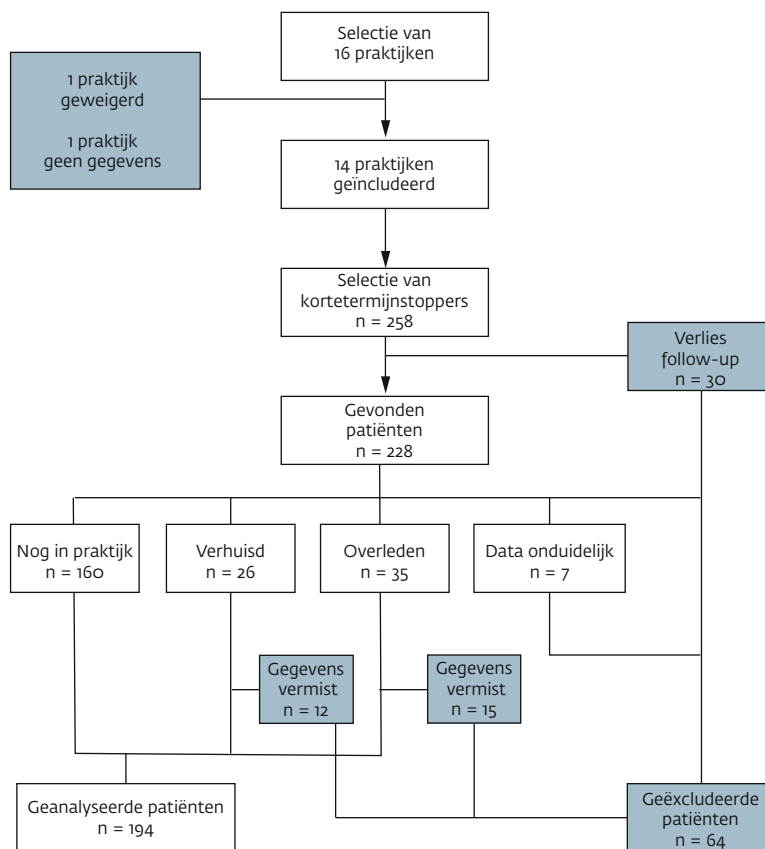 Selectie van
16 praktijken
1 praktijk
geweigerd
1 praktijk
geen gegevens
14 praktijken
geïncludeerd
Selectie van
kortetermijnstoppers
n = 258
Verlies
follow-up
n = 30
Gevonden
patiënten
n = 228
Nog in praktijk
n = 160
Verhuisd
n = 26
Overleden
n = 35
Data onduidelijk
n = 7
Gegevens
vermist
n = 12
Gegevens
vermist
n = 15
Geanalyseerde patiënten
n = 194
Geëxcludeerde
patiënten
n = 64